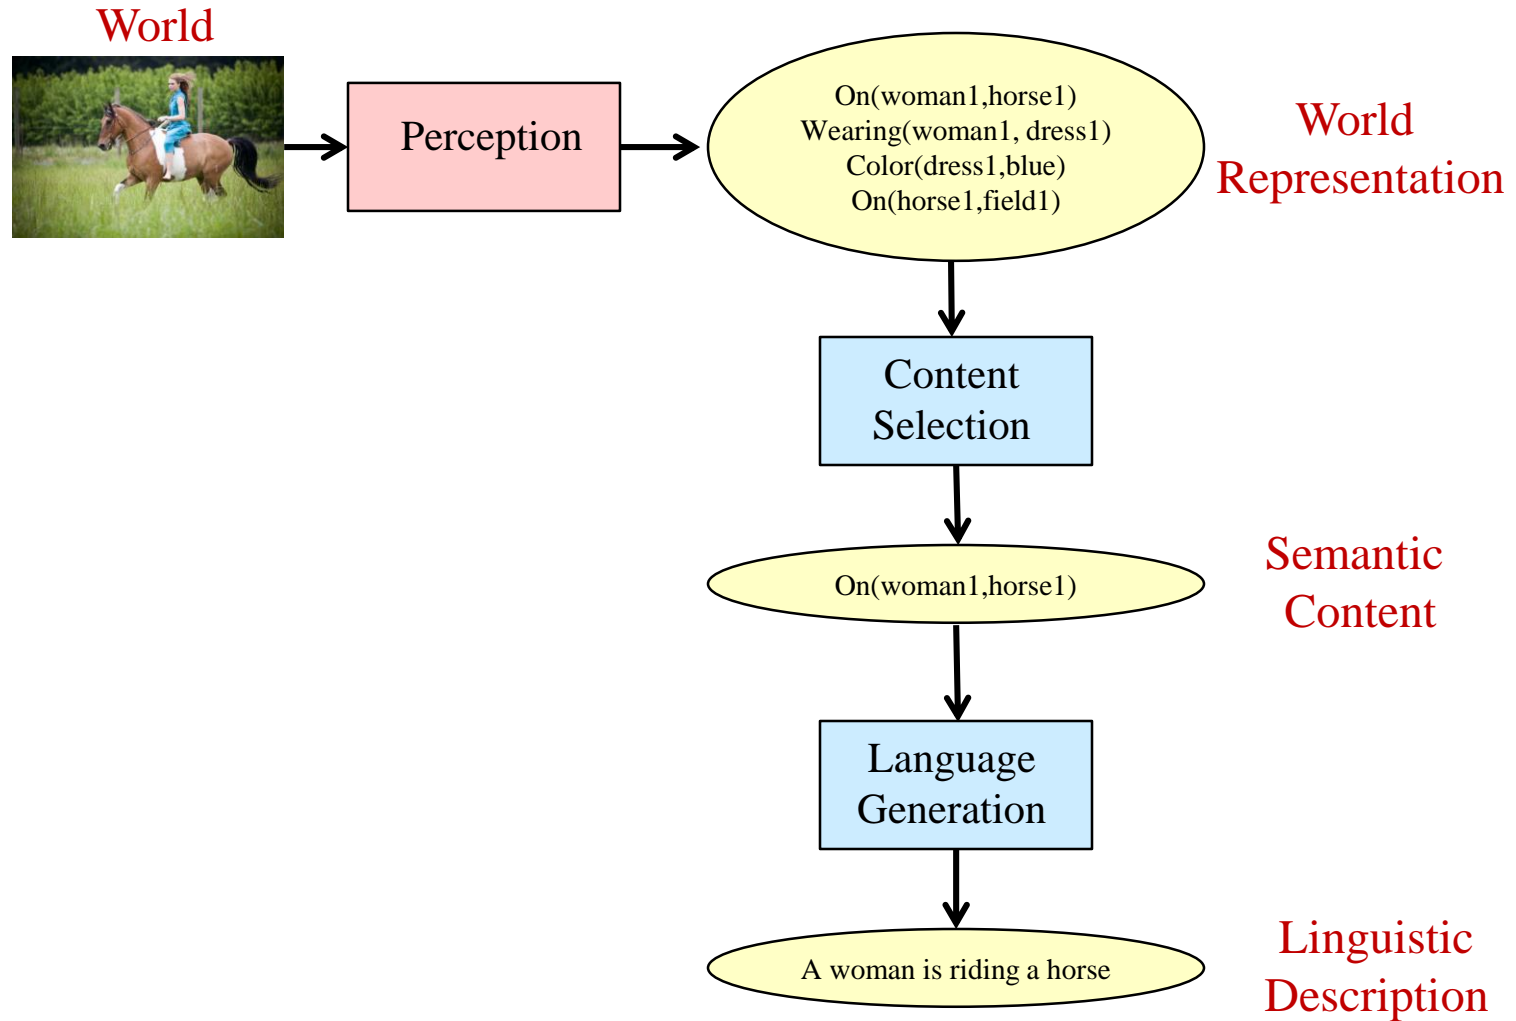 World
Perception
On(woman1,horse1)
Wearing(woman1, dress1)
Color(dress1,blue)
On(horse1,field1)
World
Representation
Content
Selection
On(woman1,horse1)
Semantic
Content
Language
Generation
A woman is riding a horse
Linguistic
Description